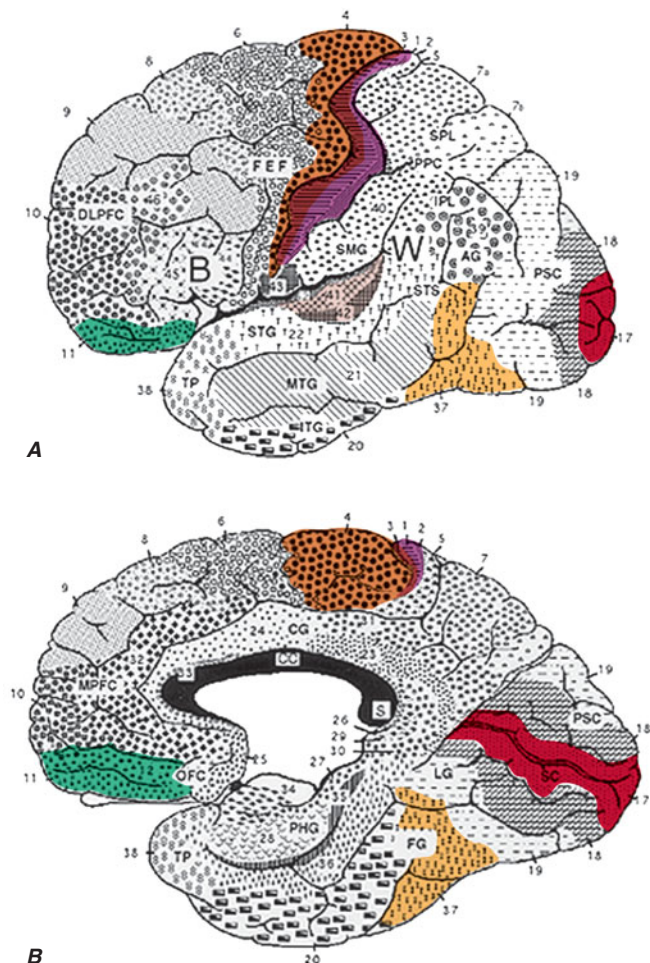 4
6
3
1
2
5
8
7a
9
SPL
7b
FEF
PPC
19
46
40
IPL
10
DLPFC
39
18
SMG
W
B
45
AG
PSC
43
41
STS
42
17
STG
22
11
21
38
TP
MTG
18
37
19
ITG
20
A
4
6
3
1
2
5
8
7
31
9
24
CG
23
32
CC
19
33
10
MPFC
PSC
S
26
18
29
30
25
27
11
12
OFC
LG
SC
34
17
28
PHG
38
TP
36
FG
18
19
37
20
B